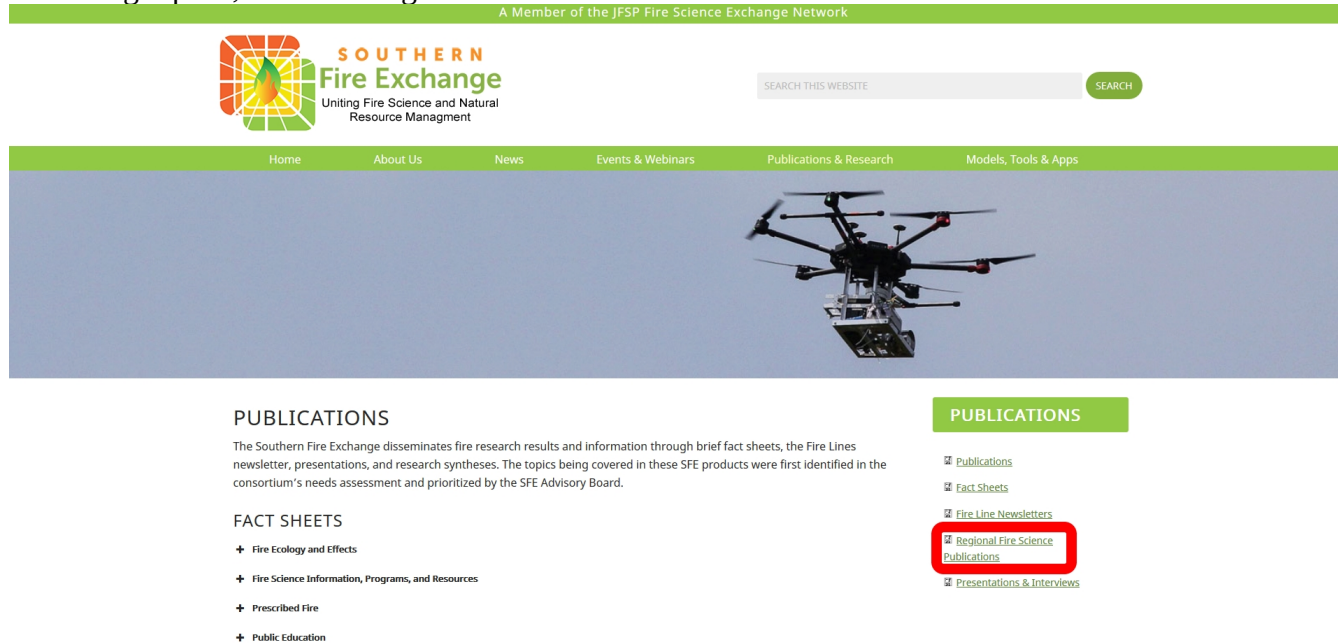 A Member of the JFSP Fire Science Exchange Network
SOUTHERN
Fire Exchange
Uniting Fire Science and Natural
Resource Managment
SEARCH THIS WEBSITE
SEARCH
Home About Us News Events & Webinars Publications & Research Models, Tools & Apps
PUBLICATIONS
The Southern Fire Exchange disseminates fire research results and information through brief fact sheets, the Fire Lines
newsletter, presentations, and research syntheses. The topics being covered in these SFE products were first identified in the
consortium's needs assessment and prioritized by the SFE Advisory Board.
FACT SHEETS
+ Fire Ecology and Effects
+ Fire Science Information, Programs, and Resources
+ Prescribed Fire
+ Public Education
PUBLICATIONS
Publications
Fact Sheets
Fire Line Newsletters
Regional Fire Science
Publications
Presentations & Interviews